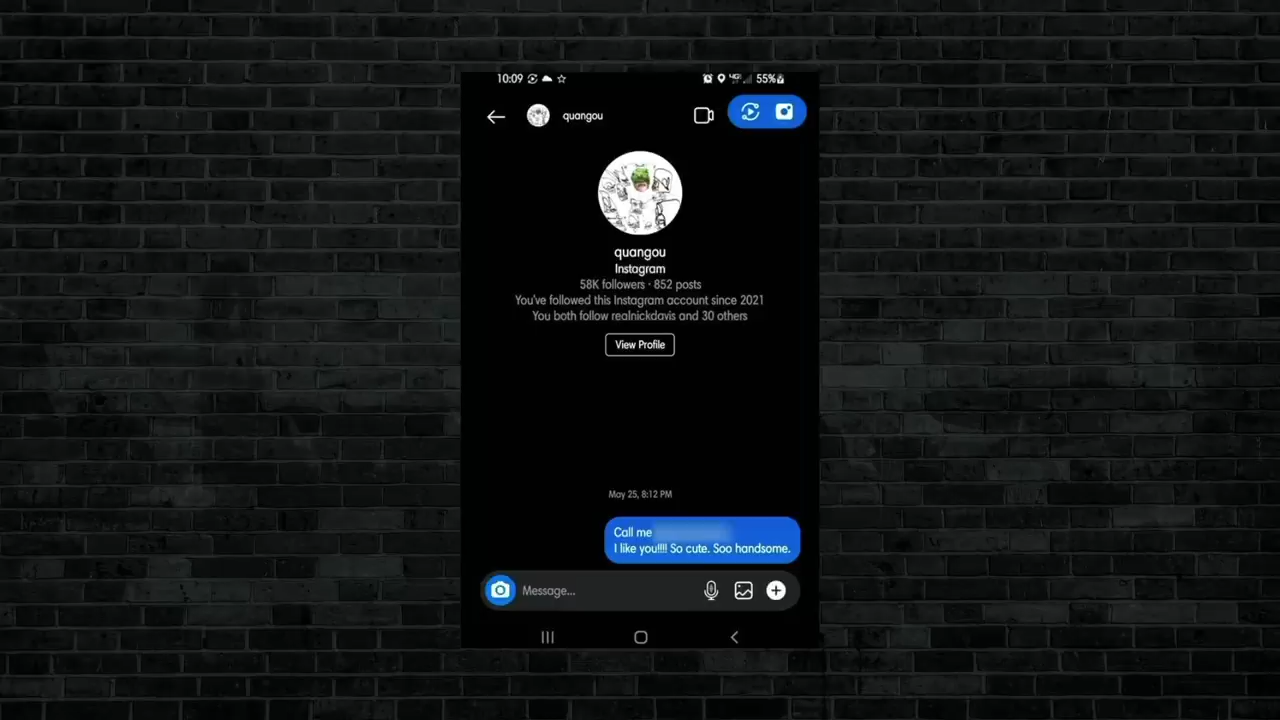 10:09
55%
quangou
quangou
Instagram
58K followers · 852 posts
You've followed this Instagram account since 2021
You both follow realnickdavis and 30 others
View Profile
May 25, 8:12 PM
Call me
I like you!!!! So cute. Soo handsome.
Message...